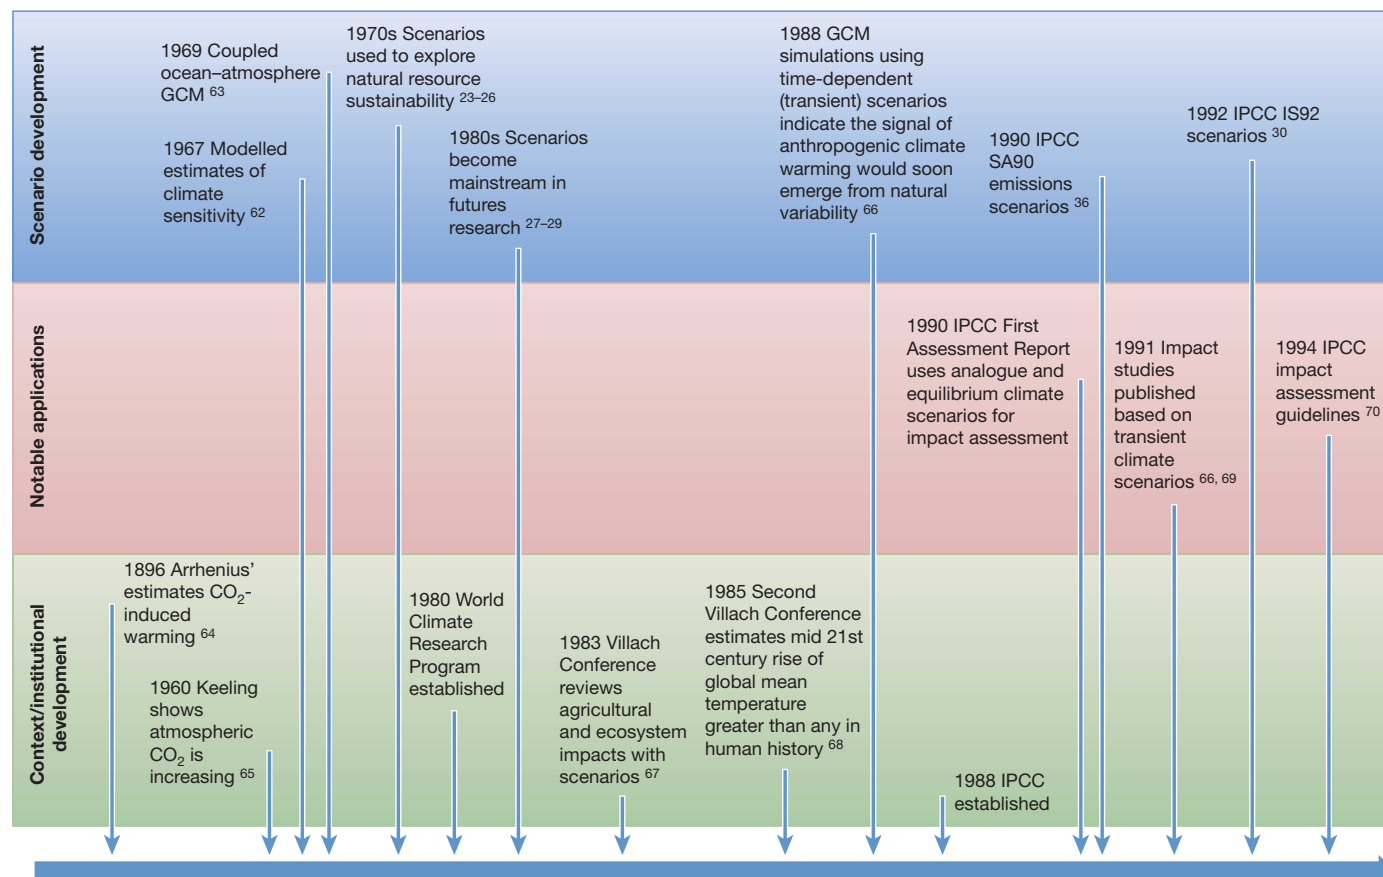 Scenario development
1969 Coupled
ocean–atmosphere
GCM 63
1967 Modelled
estimates of
climate
sensitivity 62
1970s Scenarios
used to explore
natural resource
sustainability 23–26
1980s Scenarios
become
mainstream in
futures
research 27–29
1988 GCM
simulations using
time-dependent
(transient) scenarios
indicate the signal of
anthropogenic climate
warming would soon
emerge from natural
variability 66
1990 IPCC
SA90
emissions
scenarios 36
1992 IPCC IS92
scenarios 30
Notable applications
1990 IPCC First
Assessment Report
uses analogue and
equilibrium climate
scenarios for
impact assessment
1991 Impact
studies
published
based on
transient
climate
scenarios 66, 69
1994 IPCC
impact
assessment
guidelines 70
Context/institutional
development
1896 Arrhenius’
estimates CO2-
induced
warming 64
1960 Keeling
shows
atmospheric
CO2 is
increasing 65
1980 World
Climate
Research
Program
established
1983 Villach
Conference
reviews
agricultural
and ecosystem
impacts with
scenarios 67
1985 Second
Villach Conference
estimates mid 21st
century rise of
global mean
temperature
greater than any in
human history 68
1988 IPCC
established